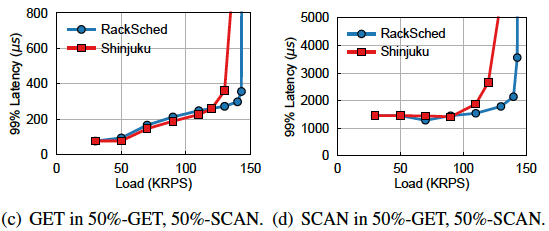 800
600
400
200
0
99% Latency (μs)
RackSched
Shinjuku
0 50 100 150
Load (KRPS)
5000
4000
3000
2000
1000
0
99% Latency (μs)
RackSched
Shinjuku
0 50 100 150
Load (KRPS)
(c) GET in 50%-GET, 50%-SCAN. (d) SCAN in 50%-GET, 50%-SCAN.